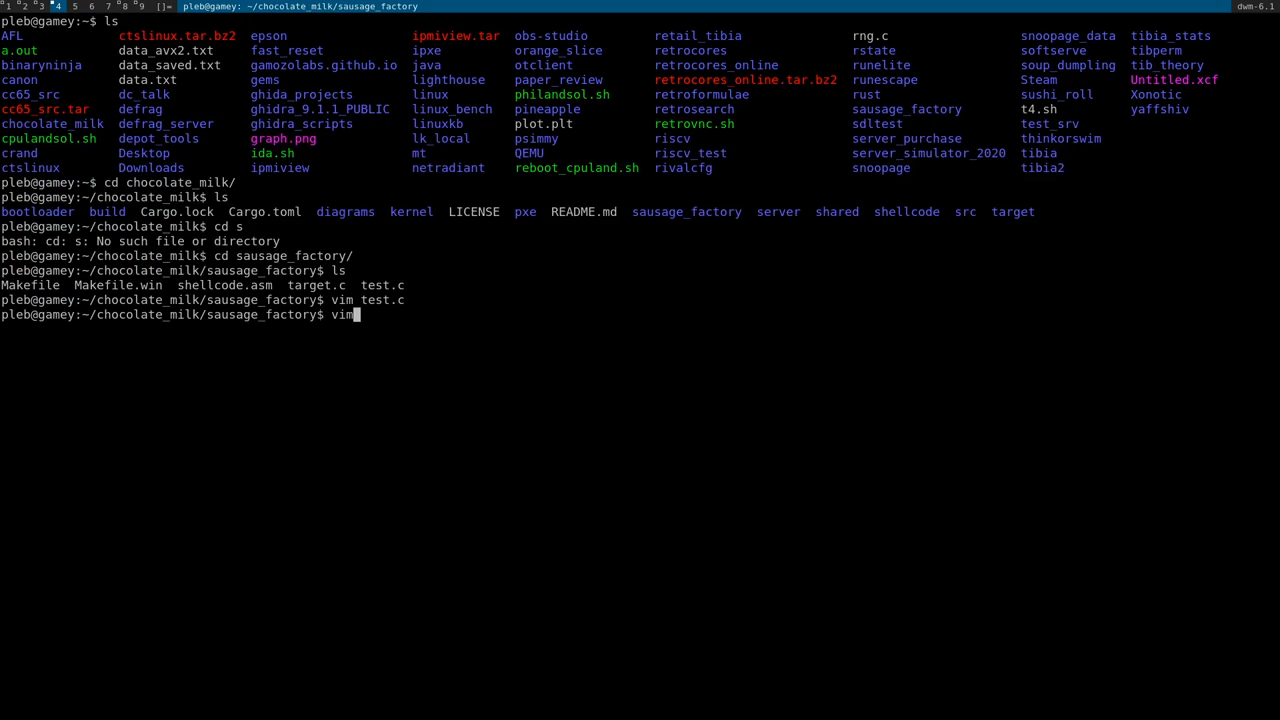 1 2 3 4 5 6 7 8 9 []= pleb@gamey: ~/chocolate_milk/sausage_factory dwm-6.1
pleb@gamey:~$ ls
AFL ctslinux.tar.bz2 epson ipmiview.tar obs-studio retail_tibia rng.c snoopage_data tibia_stats
a.out data_avx2.txt fast_reset ipxe orange_slice retrocores rstate softserve tibperm
binaryninja data_saved.txt gamozolabs.github.io java otclient retrocores_online runelite soup_dumpling tib_theory
canon data.txt gems lighthouse paper_review retrocores_online.tar.bz2 runescape Steam Untitled.xcf
cc65_src dc_talk ghidra_projects linux philandsol.sh retroformulae rust sushi_roll Xonotic
cc65_src.tar defrag ghidra_9.1.1_PUBLIC linux_bench pineapple retrosearch sausage_factory t4.sh yaffshiv
chocolate_milk defrag_server ghidra_scripts linuxkb plot.plt retrovnc.sh sdltest test_srv
cpulandsol.sh depot_tools graph.png lk_local psimmy riscv server_purchase thinkorswim
crand Desktop ida.sh mt QEMU riscv_test server_simulator_2020 tibia
ctslinux Downloads ipmiview netradiant reboot_cpuland.sh rivalcfg snoopage tibia2
pleb@gamey:~$ cd chocolate_milk/
pleb@gamey:~/chocolate_milk$ ls
bootloader build Cargo.lock Cargo.toml diagrams kernel LICENSE pxe README.md sausage_factory server shared shellcode src target
pleb@gamey:~/chocolate_milk$ cd s
bash: cd: s: No such file or directory
pleb@gamey:~/chocolate_milk$ cd sausage_factory/
pleb@gamey:~/chocolate_milk/sausage_factory$ ls
Makefile Makefile.win shellcode.asm target.c test.c
pleb@gamey:~/chocolate_milk/sausage_factory$ vim test.c
pleb@gamey:~/chocolate_milk/sausage_factory$ vim